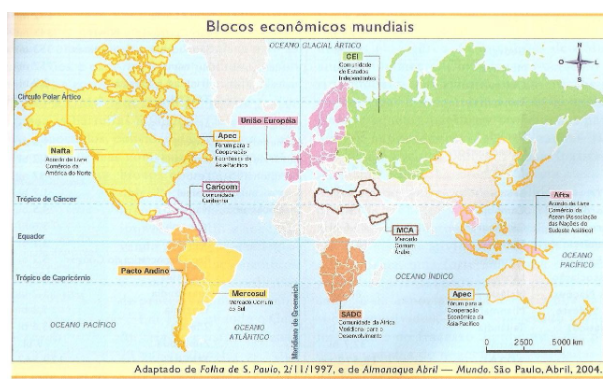 Blocos econômicos mundiais
OCEANO GLACIAL ÁRTICO
N
O
L
S
CEI
Comunidade
de Estados
Independentes
Círculo Polar Ártico
União Européia
Apec
Fórum para a
Cooperação
Econômica da
Ásia-Pacífico
Nafta
Acordo de Livre
Comércio da
América do Norte
Caricom
Comunidade
Caribenha
Trópico de Câncer
Afta
Acordo de Livre
Comércio de
Asean (Associação
das Nações do
Sudeste Asiático)
MCA
Mercado
Comum
Árabe
Equador
OCEANO
PACÍFICO
Pacto Andino
Trópico de Capricórnio
OCEANO ÍNDICO
Mercosul
Mercado Comum
do Sul
Apec
Fórum para a
Cooperação
Econômica da
Ásia-Pacífico
SADC
Comunidade da África
Meridional para o
Desenvolvimento
OCEANO PACÍFICO
OCEANO
ATLÂNTICO
Meridiano de Greenwich
0 2500 5000 km
Adaptado de Folha de S. Paulo, 2/11/1997, e de Almanaque Abril — Mundo. São Paulo, Abril, 2004.